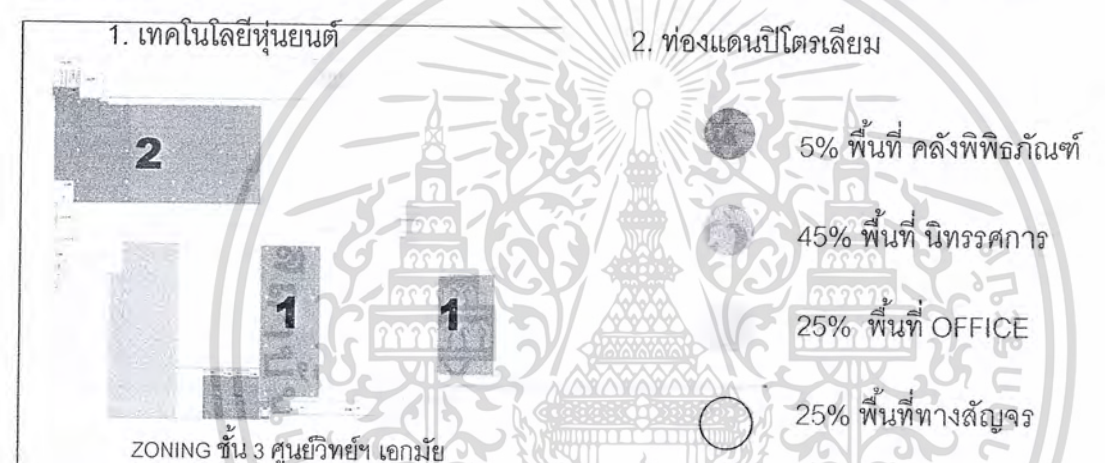 1. เทคโนโลยีหุ่นยนต์
2. ท่องแดนปิโตรเลียม
2
1
1
5% พื้นที่ คลังพิพิธภัณฑ์
45% พื้นที่ นิทรรศการ
25% พื้นที่ OFFICE
25% พื้นที่ทางสัญจร
ZONING ชั้น 3 ศูนย์วิทย์ฯ เอกมัย